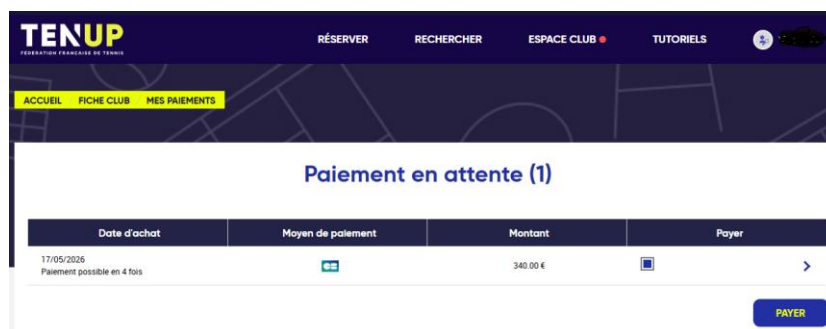 TENUP
FÉDÉRATION FRANÇAISE DE TENNIS
RÉSERVER
RECHERCHER
ESPACE CLUB
TUTORIELS
ACCUEIL FICHE CLUB MES PAIEMENTS
Paiement en attente (1)
Date d'achat Moyen de paiement Montant Payer
17/05/2026
Paiement possible en 4 fois
CB
340.00 €
PAYER